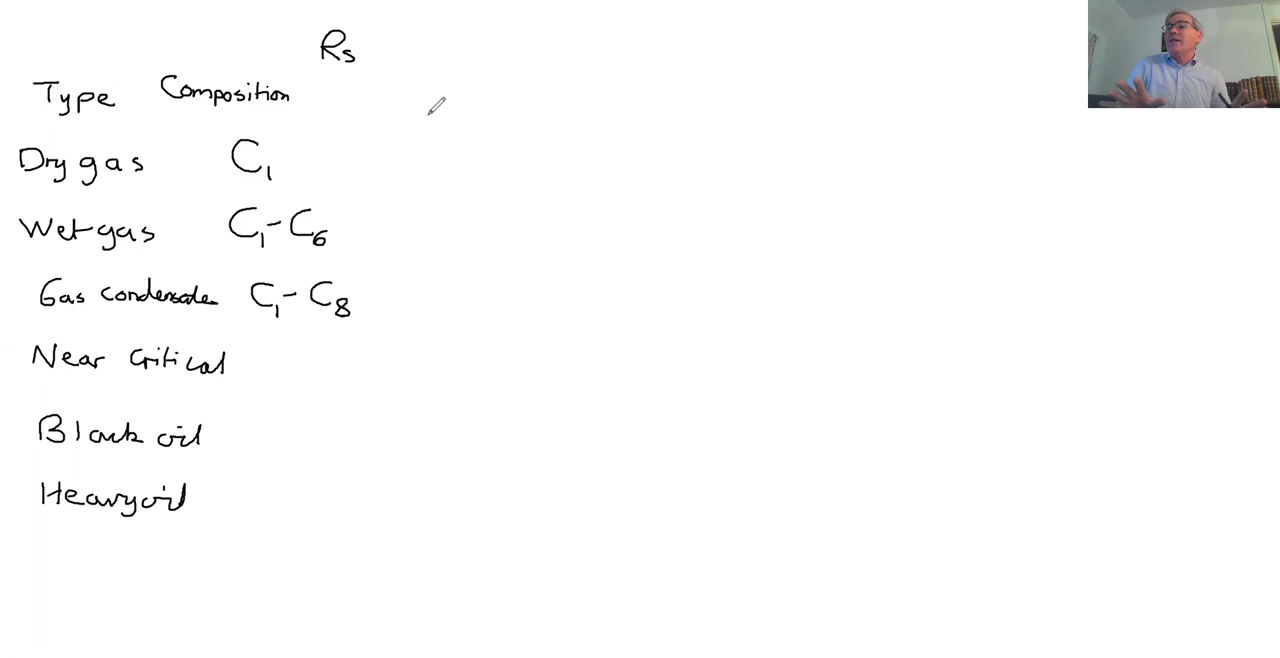 Rs
Type Composition
Dry gas C1
Wet gas C1-C6
Gas condensate C1-C8
Near critical
Black oil
Heavy oil